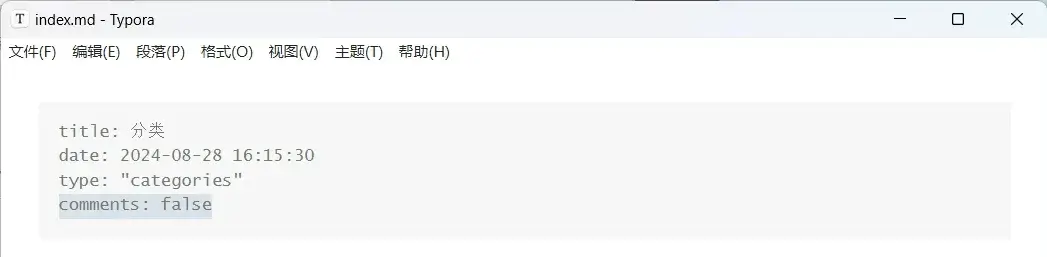 T index.md - Typora
文件(F) 编辑(E) 段落(P) 格式(O) 视图(V) 主题(T) 帮助(H)
title: 分类
date: 2024-08-28 16:15:30
type: "categories"
comments: false